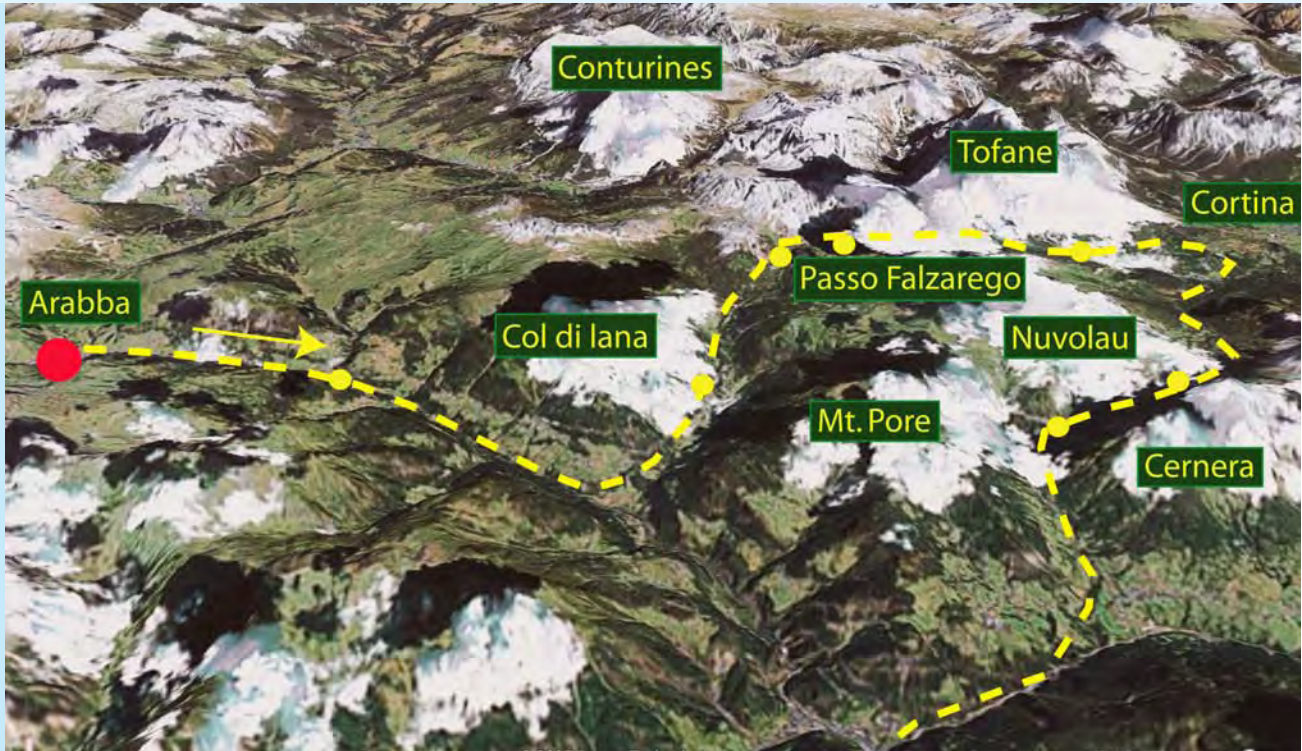 Conturines
Tofane
Cortina
Passo Falzarego
Arabba
Col di lana
Nuvolau
Mt. Pore
Cernera